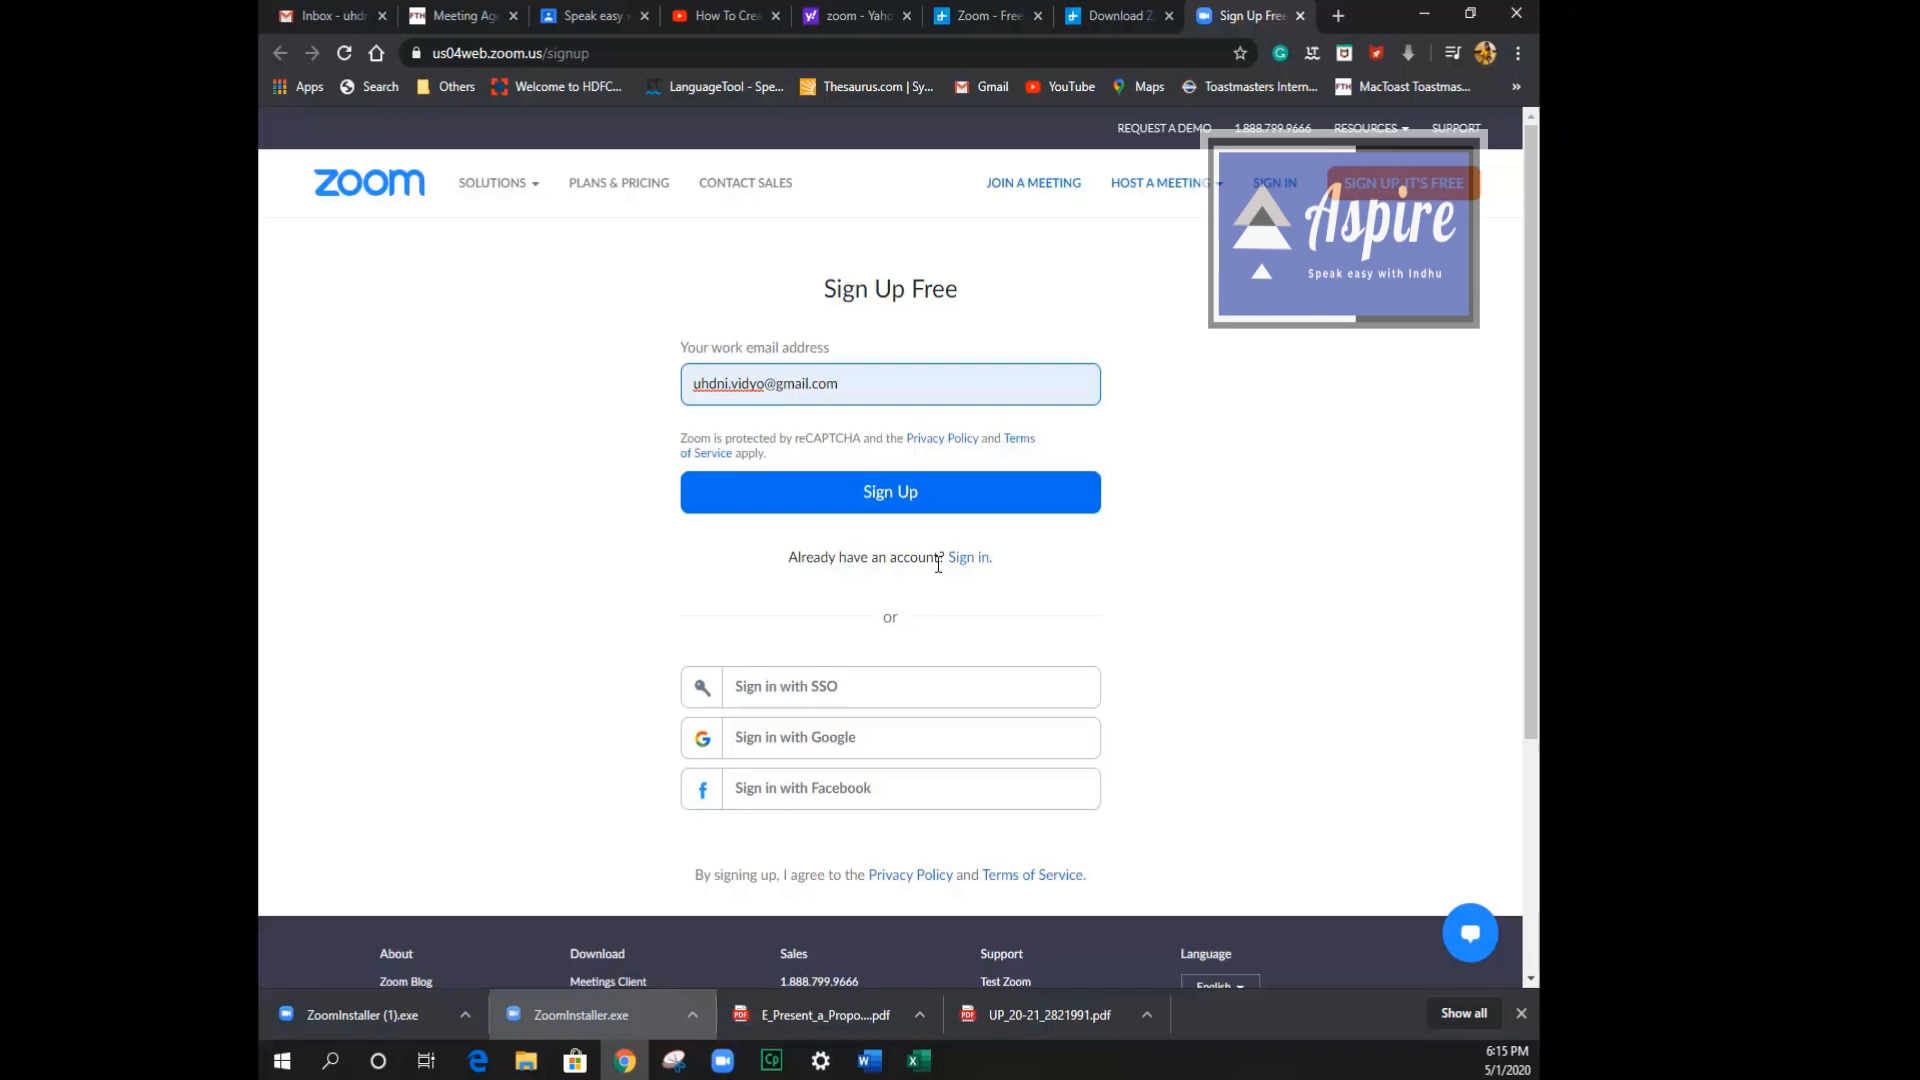 Inbox - uhdn
Meeting Ag
Speak easy
How To Crea
zoom - Yaho
Zoom - Free
Download Z
Sign Up Free
us04web.zoom.us/signup
Apps
Search
Others
Welcome to HDFC...
LanguageTool - Spe...
Thesaurus.com | Sy...
Gmail
YouTube
Maps
Toastmasters Intern...
MacToast Toastmas...
REQUEST A DEMO
1.888.799.9666
RESOURCES
SUPPORT
zoom
SOLUTIONS
PLANS & PRICING
CONTACT SALES
JOIN A MEETING
HOST A MEETING
SIGN IN
SIGN UP, IT'S FREE
Aspire
Speak easy with Indhu
Sign Up Free
Your work email address
uhdni.vidyo@gmail.com
Zoom is protected by reCAPTCHA and the Privacy Policy and Terms
of Service apply.
Sign Up
Already have an account? Sign in.
or
Sign in with SSO
Sign in with Google
Sign in with Facebook
By signing up, I agree to the Privacy Policy and Terms of Service.
About
Download
Sales
Support
Language
Zoom Blog
Meetings Client
1.888.799.9666
Test Zoom
English
ZoomInstaller (1).exe
ZoomInstaller.exe
E_Present_a_Propo....pdf
UP_20-21_2821991.pdf
Show all
6:15 PM
5/1/2020